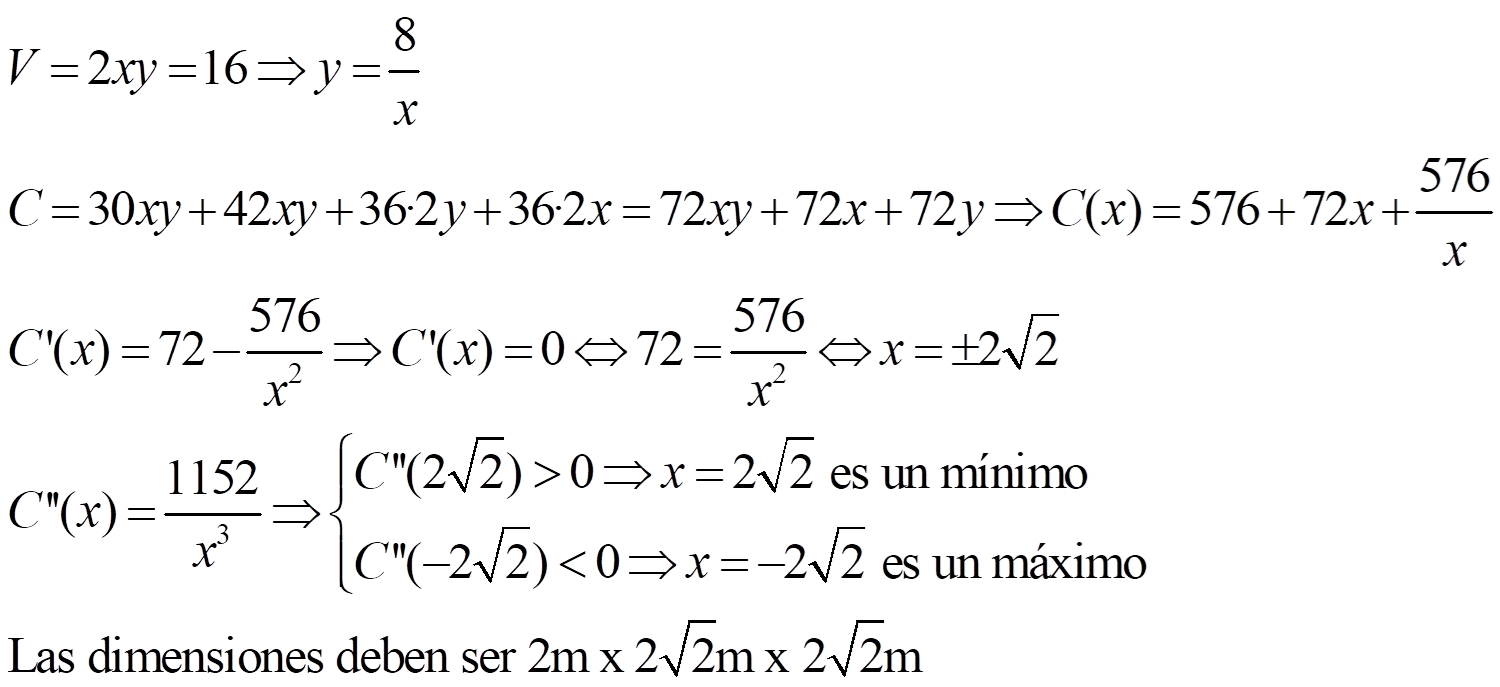 V = 2xy = 16 ⇒ y = 8/x
C = 30xy + 42xy + 36·2y + 36·2x = 72xy + 72x + 72y ⇒ C(x) = 576 + 72x + 576/x
C'(x) = 72 − 576/x² ⇒ C'(x) = 0 ⇔ 72 = 576/x² ⇔ x = ±2√2
C''(x) = 1152/x³ ⇒ { C''(2√2) > 0 ⇒ x = 2√2 es un mínimo
C''(−2√2) < 0 ⇒ x = −2√2 es un máximo
Las dimensiones deben ser 2m x 2√2m x 2√2m